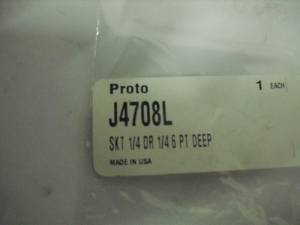 Proto 1 EACH
J4708L
SKT 1/4 DR 1/4 6 PT DEEP
MADE IN USA